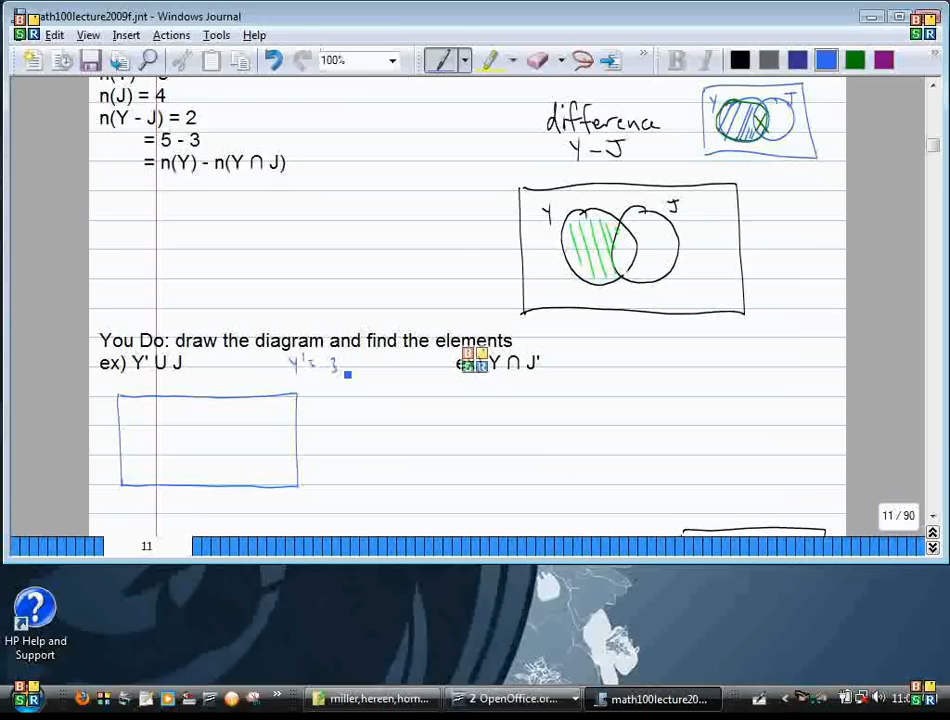 math100lecture2009f.jnt - Windows Journal
Edit View Insert Actions Tools Help
100%
B I
n(J) = 4
n(Y - J) = 2
= 5 - 3
= n(Y) - n(Y ∩ J)
difference
Y - J
Y J
Y J
You Do: draw the diagram and find the elements
ex) Y' U J
Y' = 3
Y ∩ J'
11 / 90
11
HP Help and
Support
miller,hereen,horn...
2 OpenOffice.or...
math100lecture20...